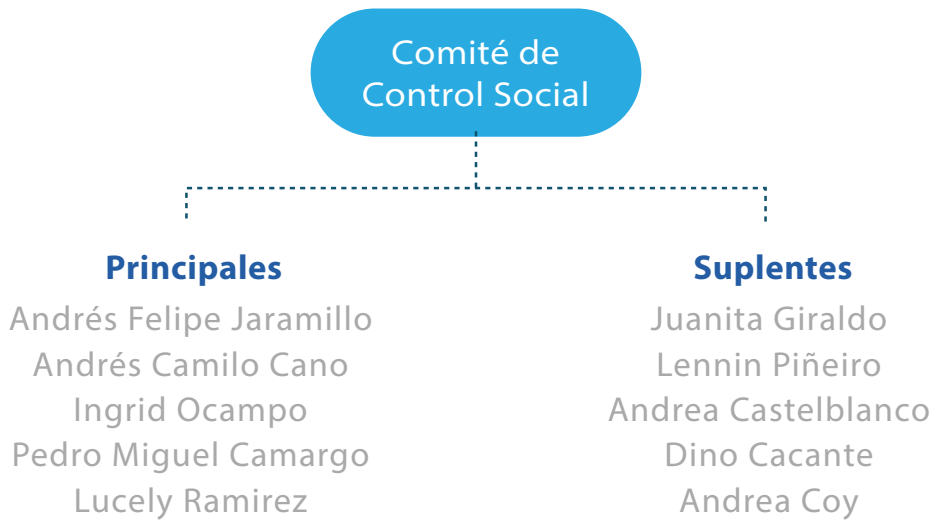 Comité de
Control Social
Principales
Andrés Felipe Jaramillo
Andrés Camilo Cano
Ingrid Ocampo
Pedro Miguel Camargo
Lucely Ramirez
Suplentes
Juanita Giraldo
Lennin Piñeiro
Andrea Castelblanco
Dino Cacante
Andrea Coy